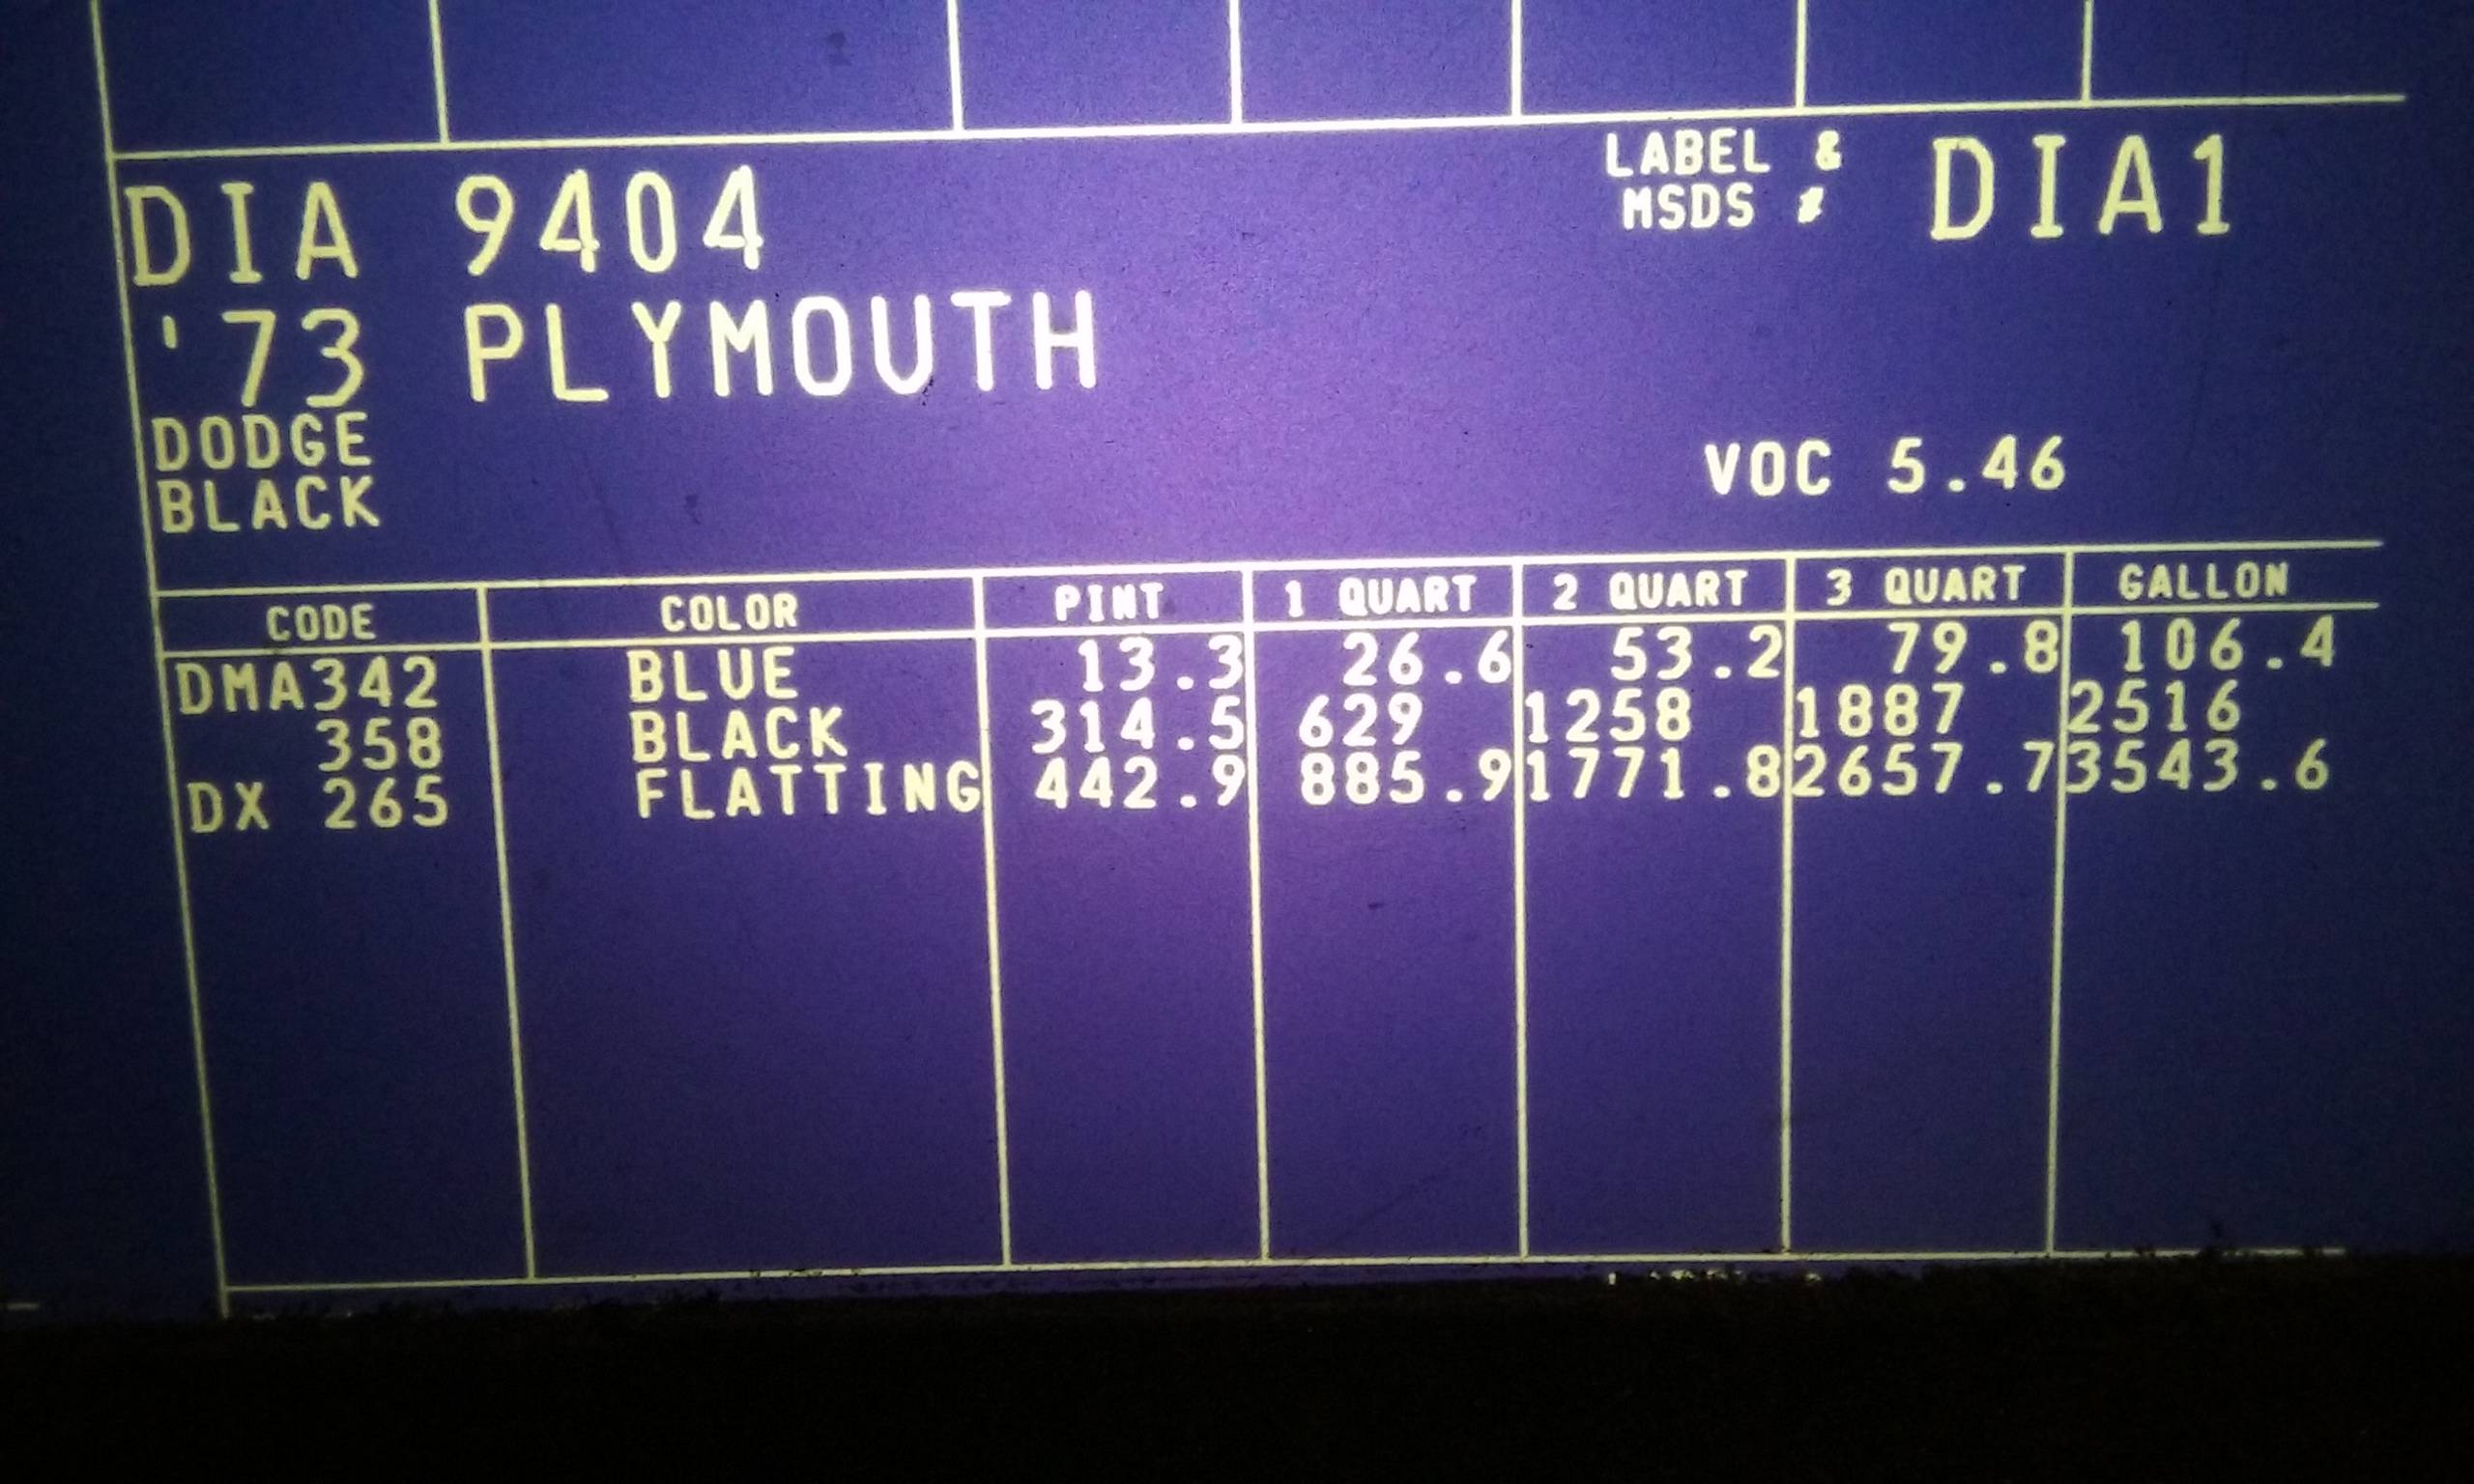 DIA 9404
LABEL & MSDS # DIA1
'73 PLYMOUTH
DODGE
BLACK
VOC 5.46
CODE COLOR PINT 1 QUART 2 QUART 3 QUART GALLON
DMA342 BLUE 13.3 26.6 53.2 79.8 106.4
358 BLACK 314.5 629 1258 1887 2516
DX 265 FLATTING 442.9 885.9 1771.8 2657.7 3543.6